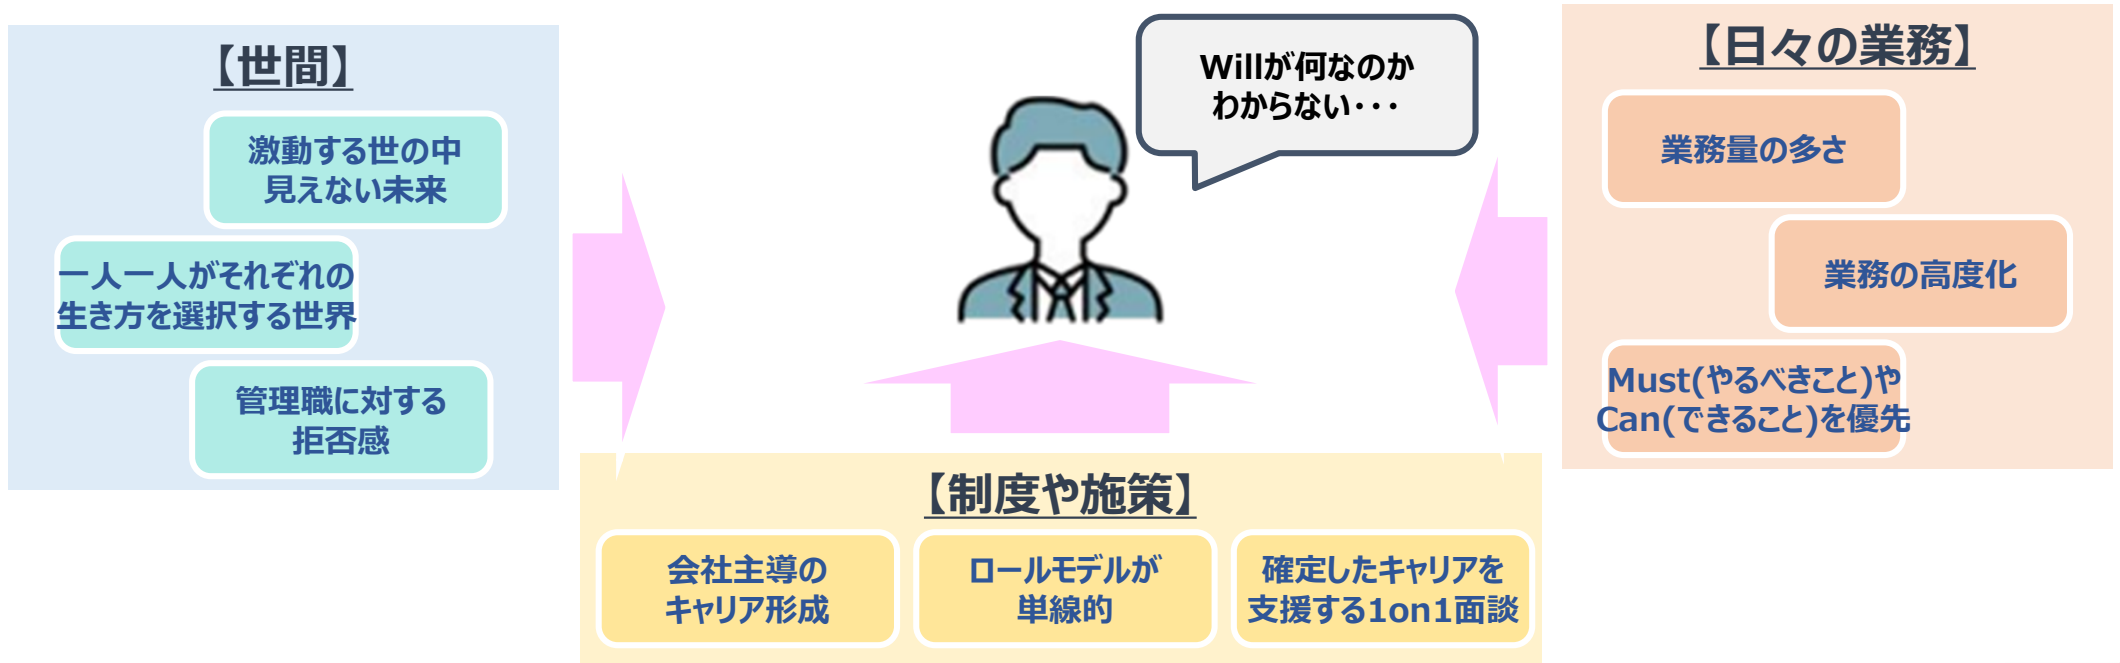 【世間】
激動する世の中
見えない未来
一人一人がそれぞれの
生き方を選択する世界
管理職に対する
拒否感
Willが何なのか
わからない・・・
【日々の業務】
業務量の多さ
業務の高度化
Must(やるべきこと)や
Can(できること)を優先
【制度や施策】
会社主導の
キャリア形成
ロールモデルが
単線的
確定したキャリアを
支援する1on1面談